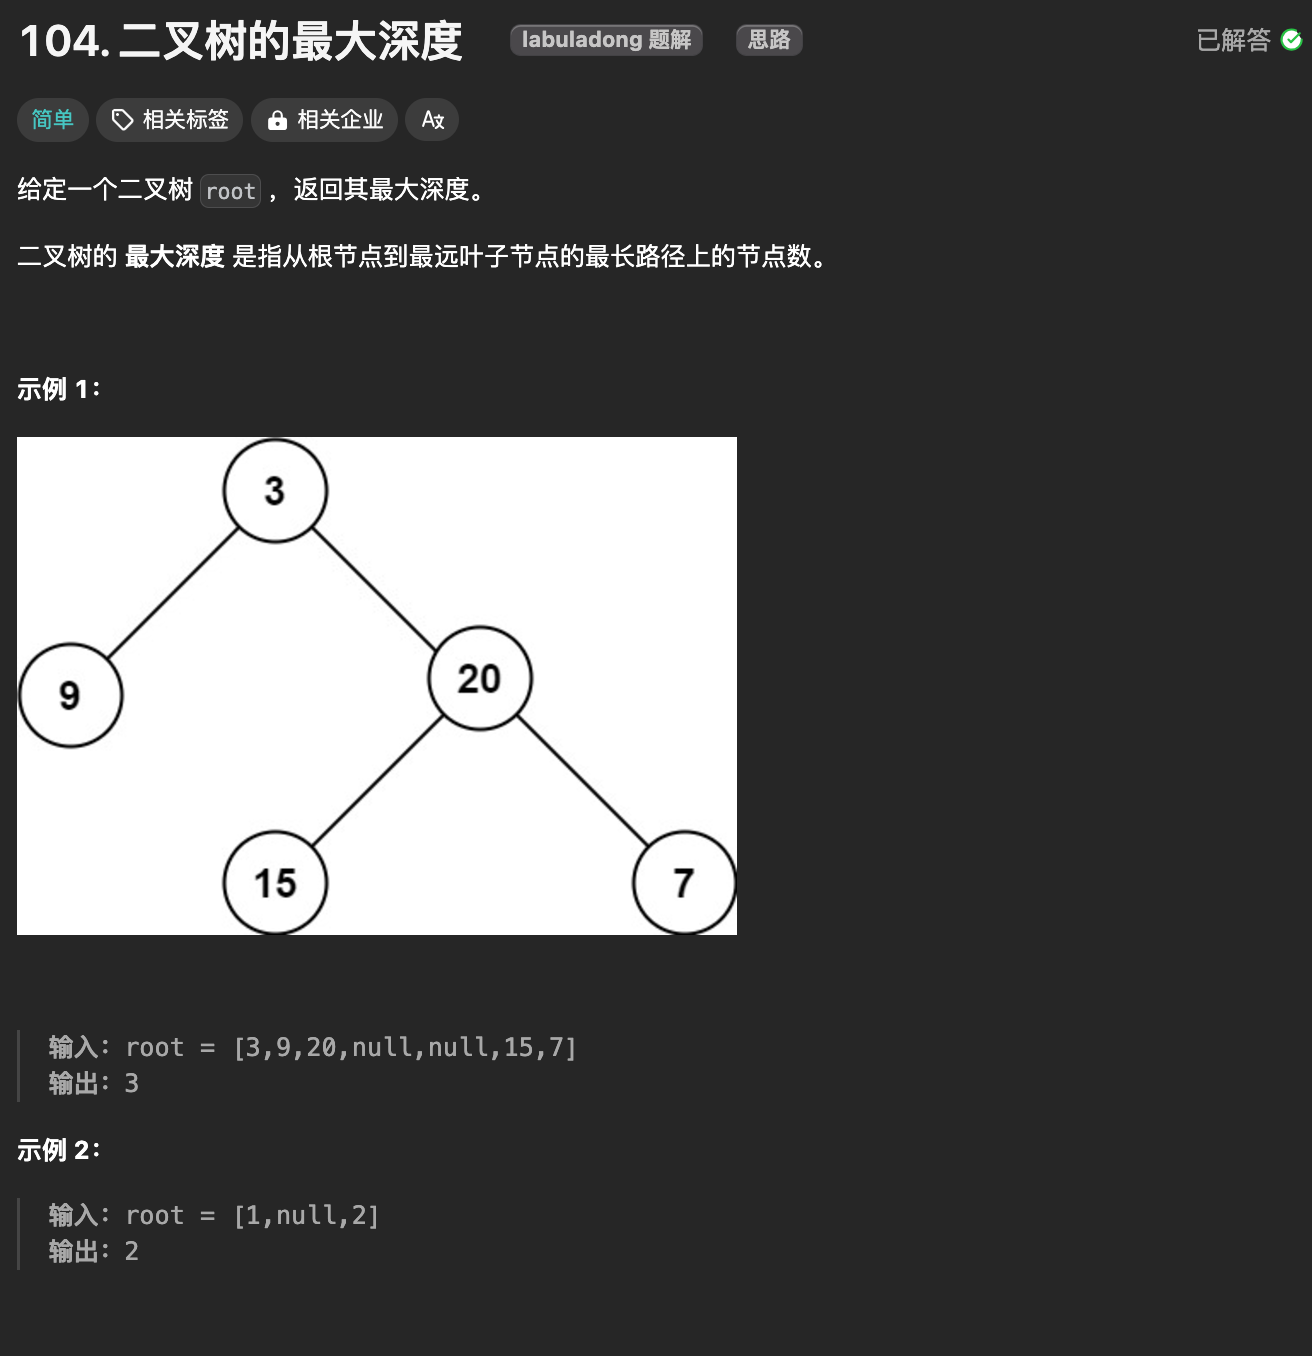 104. 二叉树的最大深度 labuladong 题解 思路 已解答
简单 相关标签 相关企业 A文
给定一个二叉树 root ，返回其最大深度。
二叉树的 最大深度 是指从根节点到最远叶子节点的最长路径上的节点数。
示例 1：
3
9 20
15 7
输入：root = [3,9,20,null,null,15,7]
输出：3
示例 2：
输入：root = [1,null,2]
输出：2